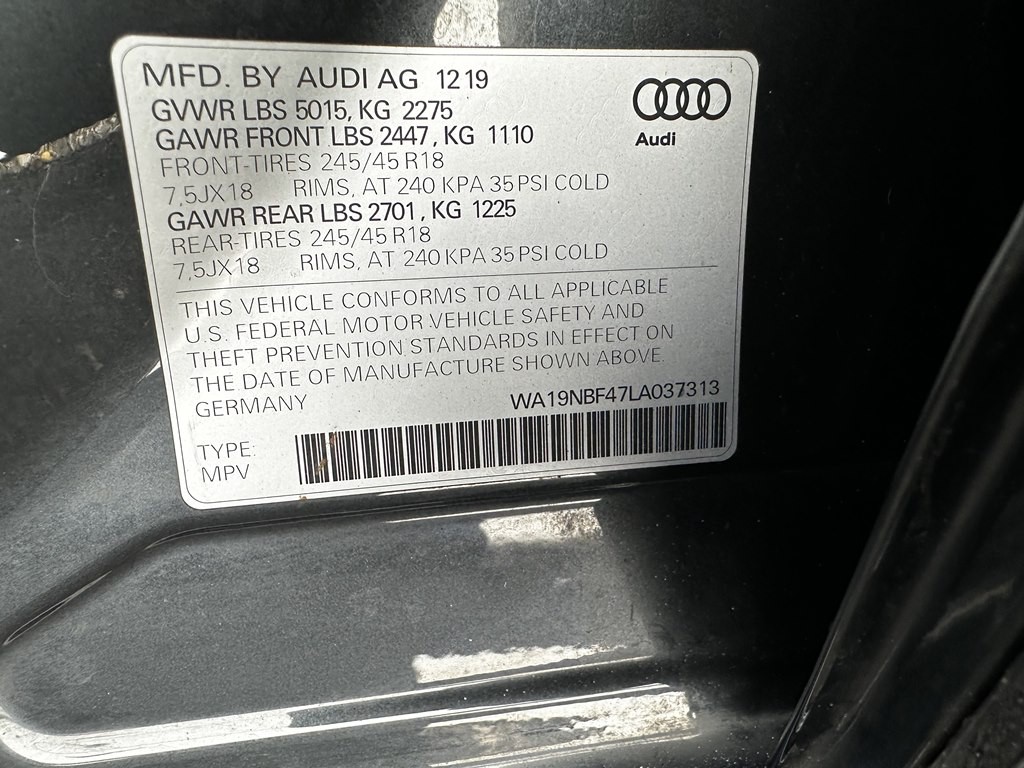 MFD. BY AUDI AG 12 19
GVWR LBS 5015, KG 2275
GAWR FRONT LBS 2447, KG 1110
FRONT-TIRES 245/45 R18
7,5JX18 RIMS, AT 240 KPA 35 PSI COLD
GAWR REAR LBS 2701, KG 1225
REAR-TIRES 245/45 R18
7,5JX18 RIMS, AT 240 KPA 35 PSI COLD
Audi
THIS VEHICLE CONFORMS TO ALL APPLICABLE
U.S. FEDERAL MOTOR VEHICLE SAFETY AND
THEFT PREVENTION STANDARDS IN EFFECT ON
THE DATE OF MANUFACTURE SHOWN ABOVE.
GERMANY WA19NBF47LA037313
TYPE:
MPV